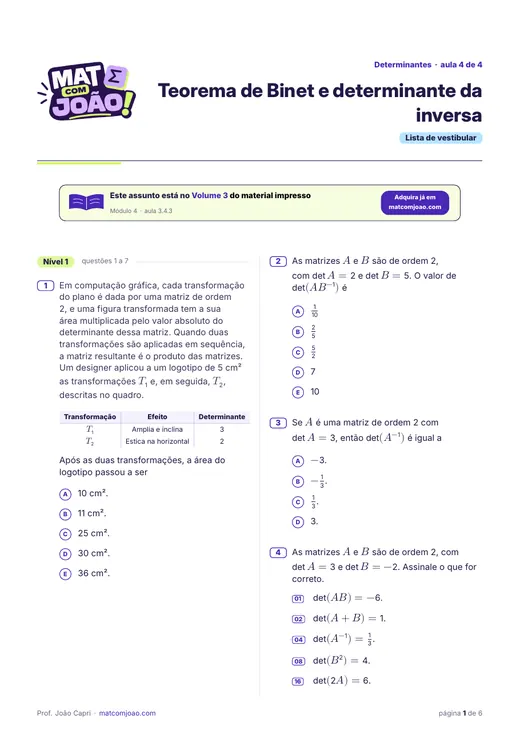 MAT Σ
COM
JOÃO!
Determinantes · aula 4 de 4
Teorema de Binet e determinante da
inversa
Lista de vestibular
Este assunto está no Volume 3 do material impresso
Módulo 4 · aula 3.4.3
Adquira já em
matcomjoao.com
Nível 1 questões 1 a 7
1 Em computação gráfica, cada transformação
do plano é dada por uma matriz de ordem
2, e uma figura transformada tem a sua
área multiplicada pelo valor absoluto do
determinante dessa matriz. Quando duas
transformações são aplicadas em sequência,
a matriz resultante é o produto das matrizes.
Um designer aplicou a um logotipo de 5 cm²
as transformações T₁ e, em seguida, T₂,
descritas no quadro.
Transformação Efeito Determinante
T₁ Amplia e inclina 3
T₂ Estica na horizontal 2
Após as duas transformações, a área do
logotipo passou a ser
A 10 cm².
B 11 cm².
C 25 cm².
D 30 cm².
E 36 cm².
2 As matrizes A e B são de ordem 2,
com det A = 2 e det B = 5. O valor de
det(AB⁻¹) é
A 1/10
B 2/5
C 5/2
D 7
E 10
3 Se A é uma matriz de ordem 2 com
det A = 3, então det(A⁻¹) é igual a
A −3.
B −1/3.
C 1/3.
D 3.
4 As matrizes A e B são de ordem 2, com
det A = 3 e det B = −2. Assinale o que for
correto.
01 det(AB) = −6.
02 det(A + B) = 1.
04 det(A⁻¹) = 1/3.
08 det(B²) = 4.
16 det(2A) = 6.
Prof. João Capri · matcomjoao.com
página 1 de 6